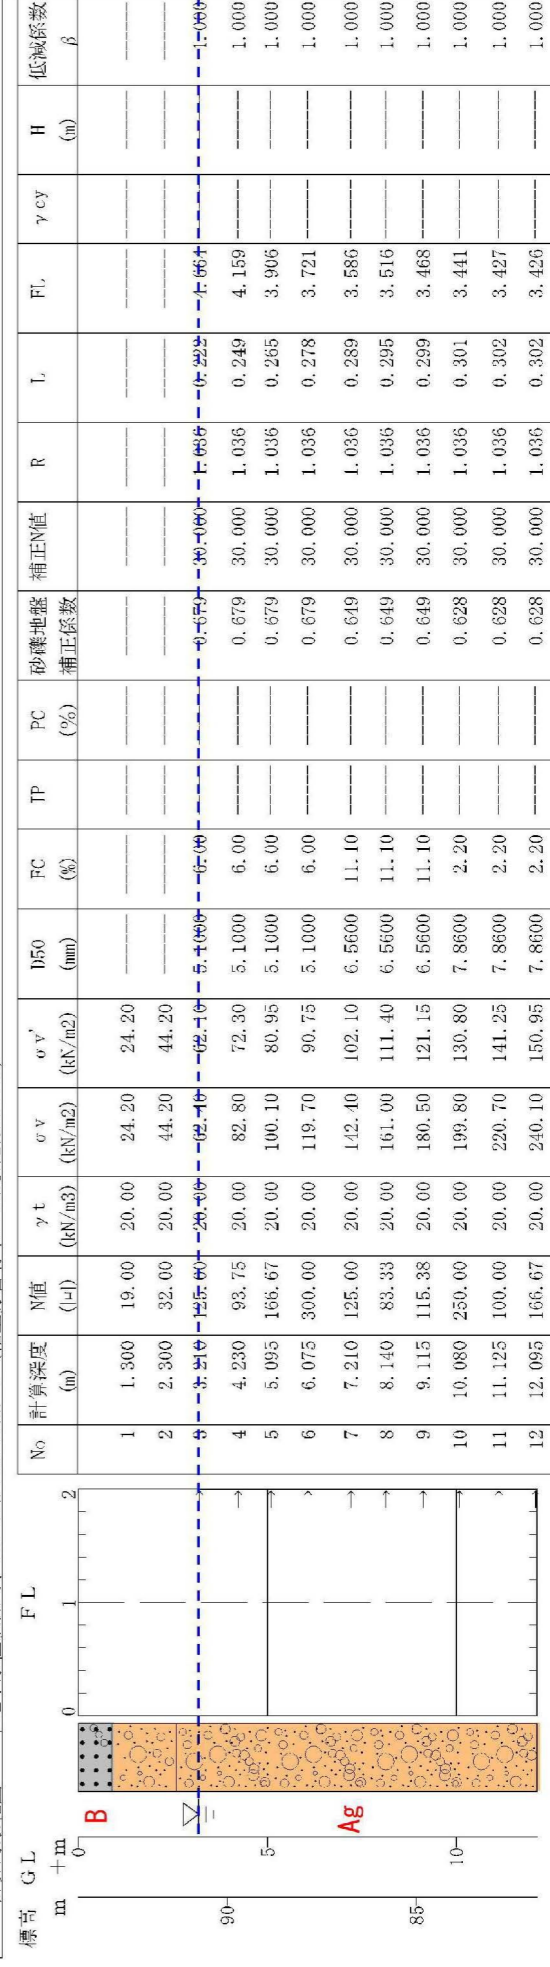 標高 GL FL No 計算深度 N値 γt σv σv' D50 FC IP PC 砂礫地盤 補正N値 R L FL γcy H 低減係数
m +m 0 1 2 (m) (回) (kN/m3) (kN/m2) (kN/m2) (mm) (%) (%) 補正係数 (m) β
0 B
1 1.300 19.00 20.00 24.20 24.20 ------ ------ ------ ------ ------ ------ ------ ------ ------ ------ ------ ------
2 2.300 32.00 20.00 44.20 44.20 ------ ------ ------ ------ ------ ------ ------ ------ ------ ------ ------ ------
90 3 3.210 125.00 20.00 62.40 62.10 5.1000 6.00 0.679 30.000 1.036 0.222 4.661 1.000
4 4.230 93.75 20.00 82.80 72.30 5.1000 6.00 ------ ------ 0.679 30.000 1.036 0.249 4.159 ------ ------ 1.000
5 5 5.095 166.67 20.00 100.10 80.95 5.1000 6.00 ------ ------ 0.679 30.000 1.036 0.265 3.906 ------ ------ 1.000
6 6.075 300.00 20.00 119.70 90.75 5.1000 6.00 ------ ------ 0.679 30.000 1.036 0.278 3.721 ------ ------ 1.000
Ag 7 7.210 125.00 20.00 142.40 102.10 6.5600 11.10 ------ ------ 0.649 30.000 1.036 0.289 3.586 ------ ------ 1.000
8 8.140 83.33 20.00 161.00 111.40 6.5600 11.10 ------ ------ 0.649 30.000 1.036 0.295 3.516 ------ ------ 1.000
85 9 9.115 115.38 20.00 180.50 121.15 6.5600 11.10 ------ ------ 0.649 30.000 1.036 0.299 3.468 ------ ------ 1.000
10 10 10.080 250.00 20.00 199.80 130.80 7.8600 2.20 ------ ------ 0.628 30.000 1.036 0.301 3.441 ------ ------ 1.000
11 11.125 100.00 20.00 220.70 141.25 7.8600 2.20 ------ ------ 0.628 30.000 1.036 0.302 3.427 ------ ------ 1.000
12 12.095 166.67 20.00 240.10 150.95 7.8600 2.20 ------ ------ 0.628 30.000 1.036 0.302 3.426 ------ ------ 1.000